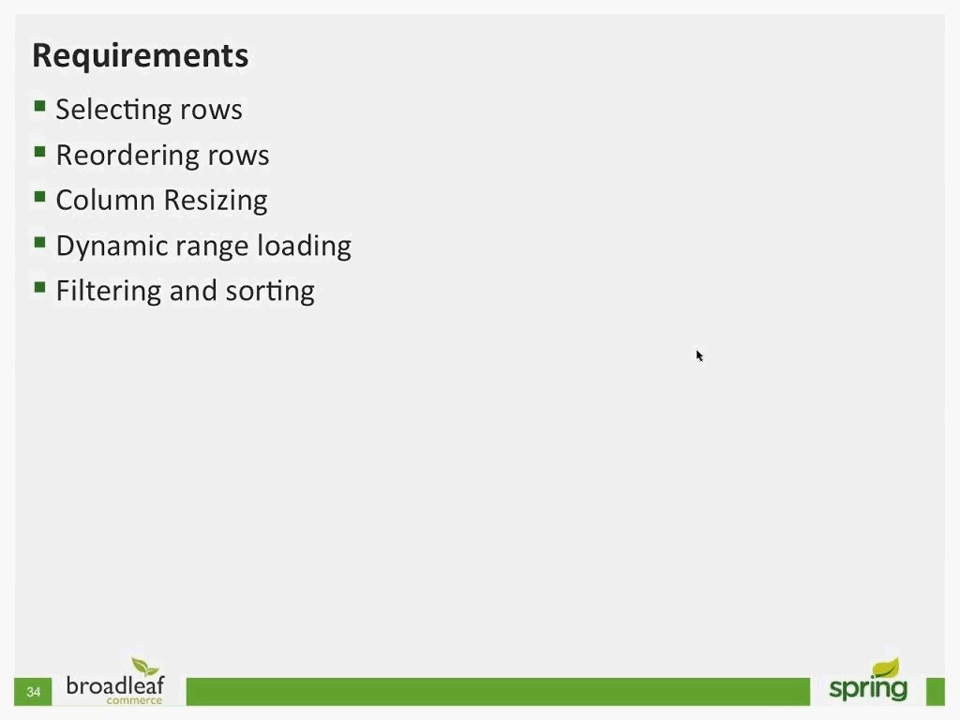 Requirements
Selecting rows
Reordering rows
Column Resizing
Dynamic range loading
Filtering and sorting
34
broadleaf
commerce
spring